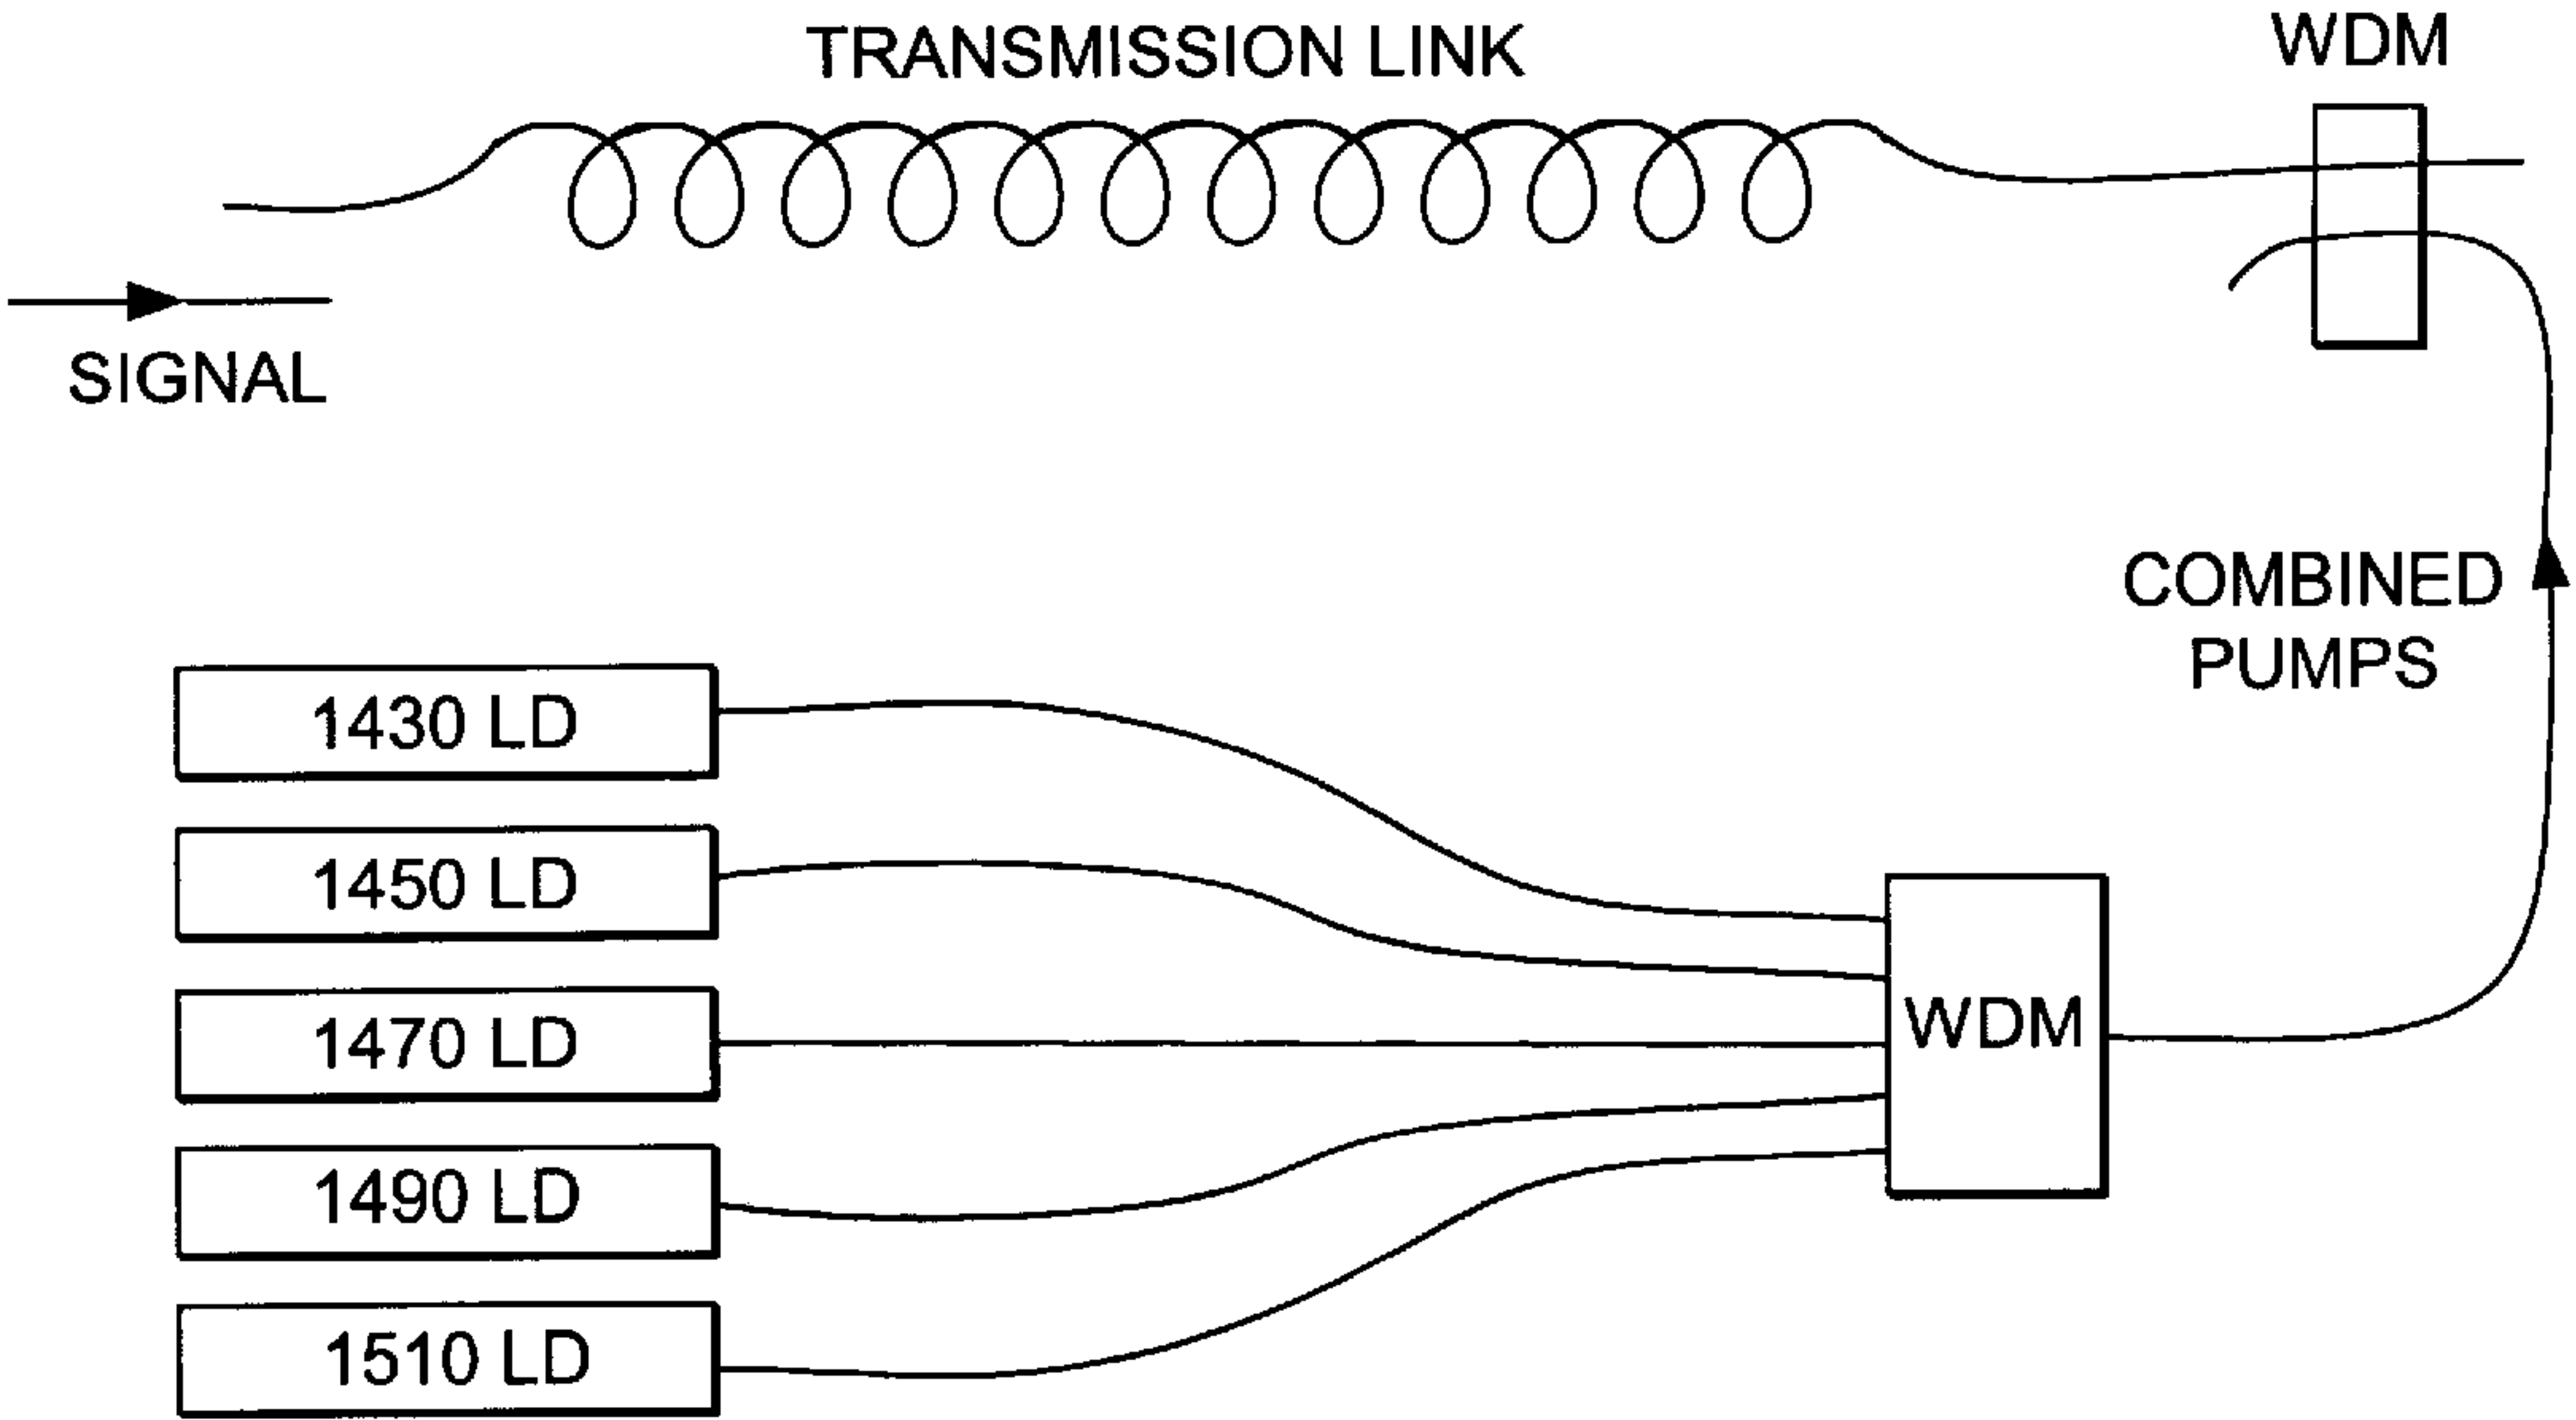 TRANSMISSION LINK
WDM
SIGNAL
COMBINED
PUMPS
1430 LD
1450 LD
1470 LD
1490 LD
1510 LD
WDM